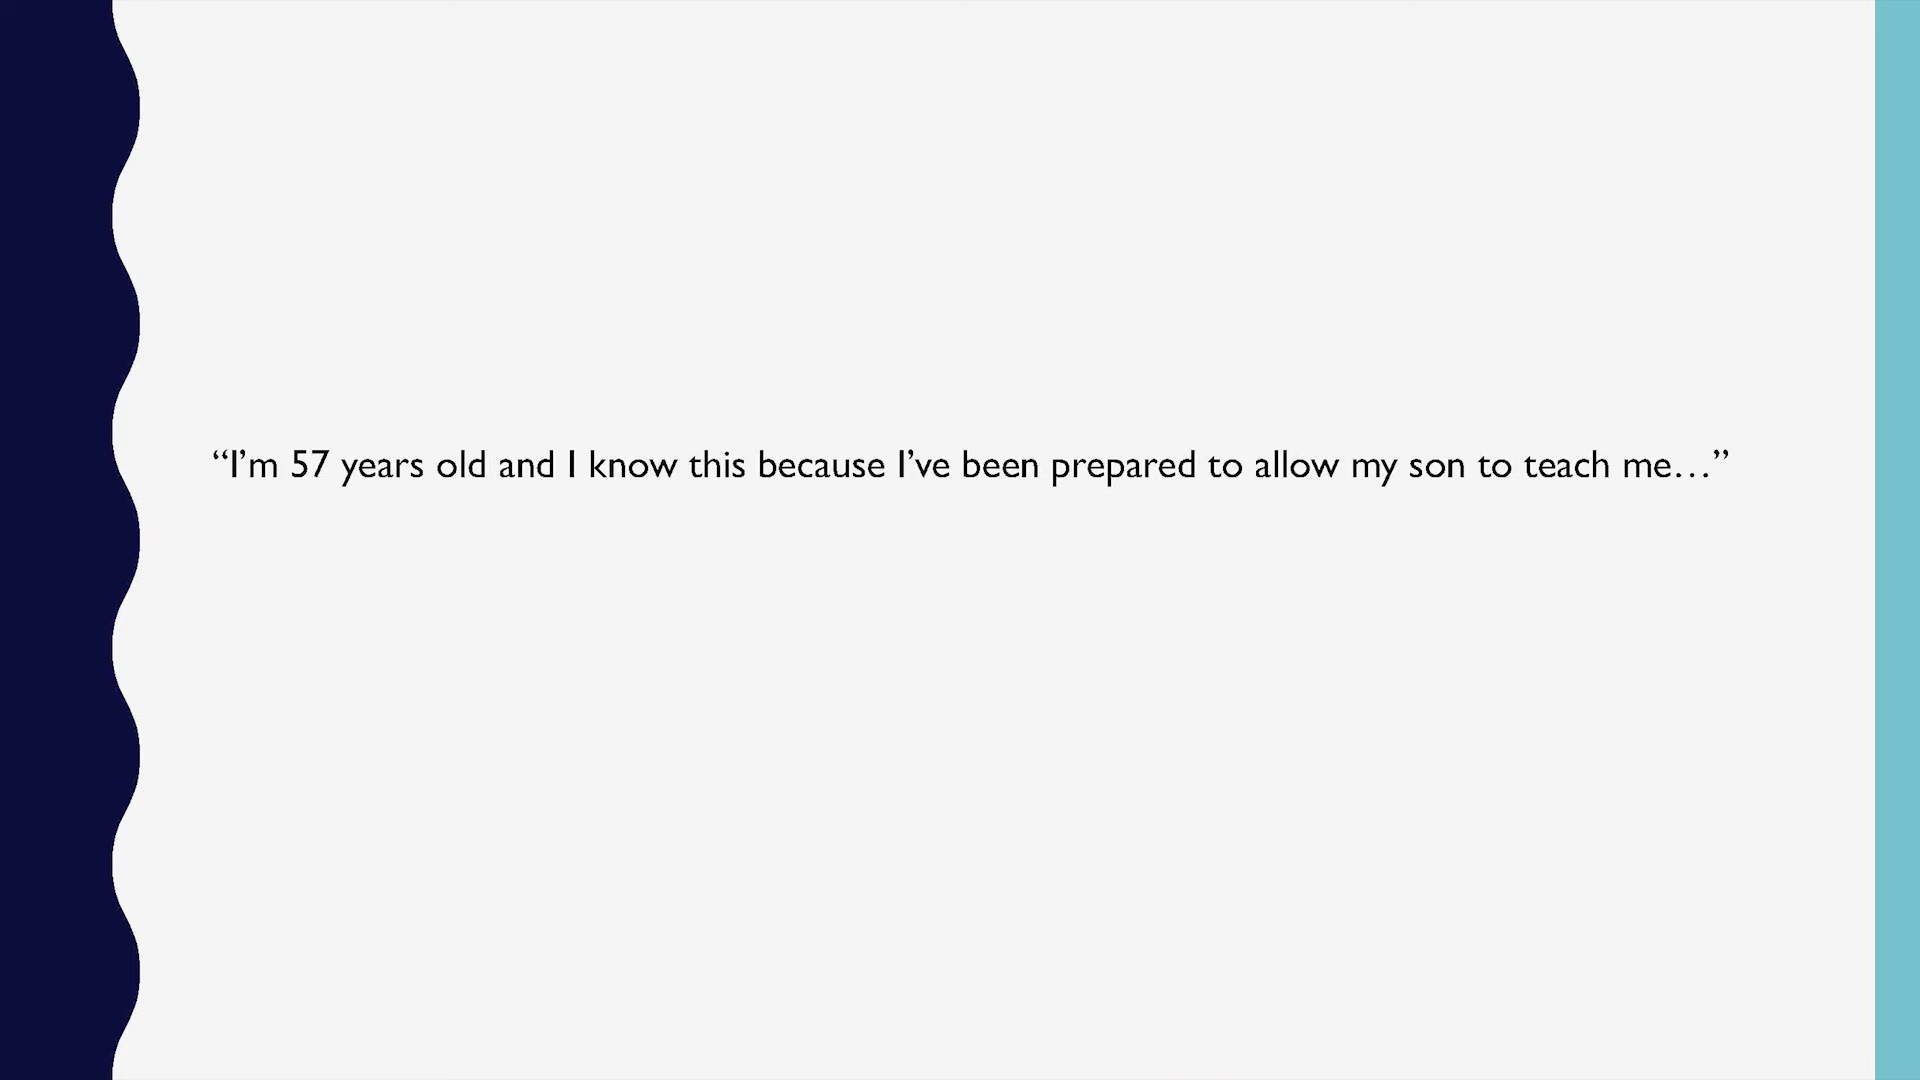 “I’m 57 years old and I know this because I’ve been prepared to allow my son to teach me…”